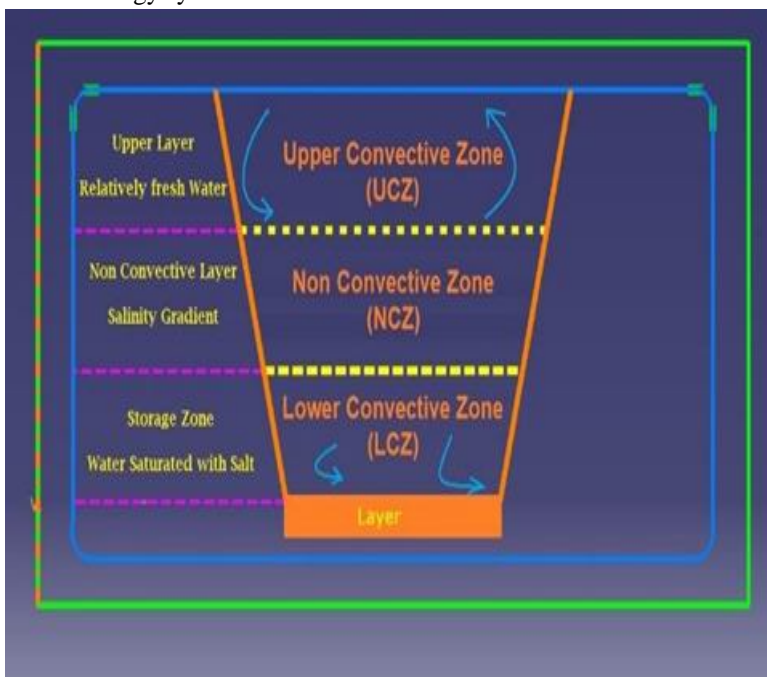 Upper Layer
Relatively fresh Water
Upper Convective Zone
(UCZ)
Non Convective Layer
Salinity Gradient
Non Convective Zone
(NCZ)
Storage Zone
Water Saturated with Salt
Lower Convective Zone
(LCZ)
Layer